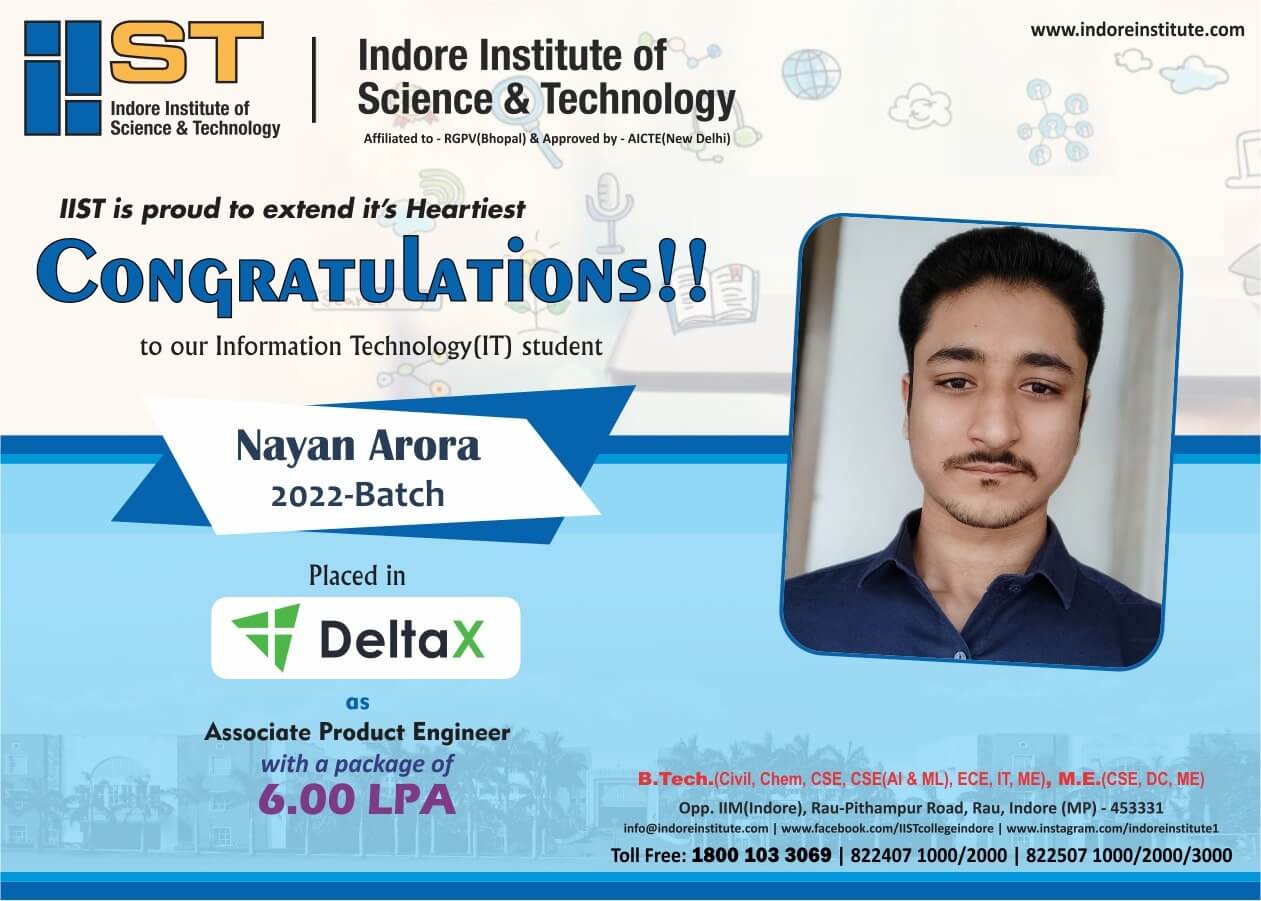 IIST
Indore Institute of
Science & Technology
Indore Institute of
Science & Technology
Affiliated to - RGPV(Bhopal) & Approved by - AICTE(New Delhi)
www.indoreinstitute.com
IIST is proud to extend it's Heartiest
CONGRATULATIONS!!
to our Information Technology(IT) student
Nayan Arora
2022-Batch
Placed in
DeltaX
as
Associate Product Engineer
with a package of
6.00 LPA
B.Tech.(Civil, Chem, CSE, CSE(AI & ML), ECE, IT, ME), M.E.(CSE, DC, ME)
Opp. IIM(Indore), Rau-Pithampur Road, Rau, Indore (MP) - 453331
info@indoreinstitute.com | www.facebook.com/IISTcollegeindore | www.instagram.com/indoreinstitute1
Toll Free: 1800 103 3069 | 822407 1000/2000 | 822507 1000/2000/3000